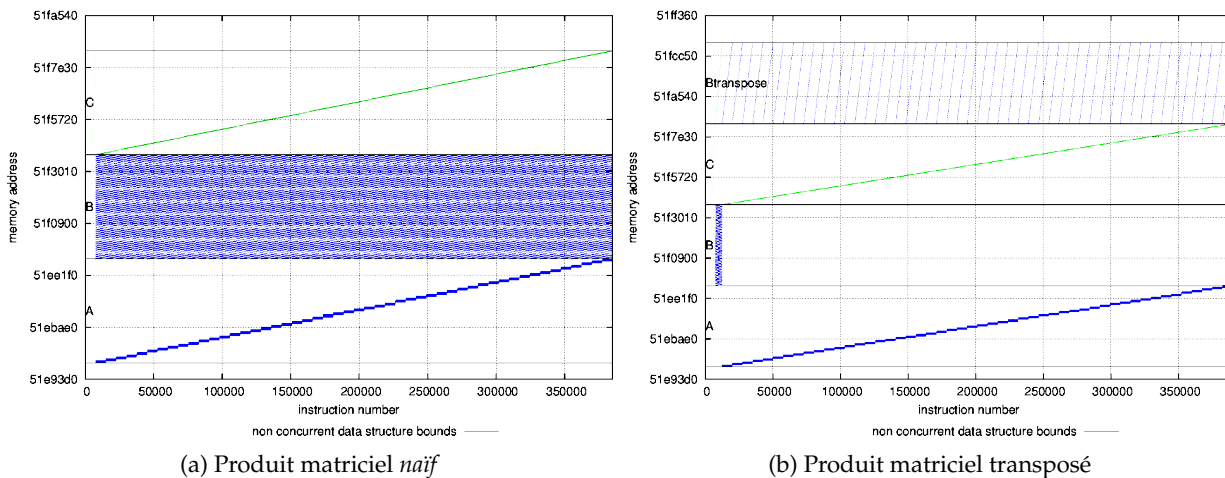 51fa540
51f7e30
C
51f5720
51f3010
B
51f0900
51ee1f0
A
51ebae0
51e93d0
memory address
0 50000 100000 150000 200000 250000 300000 350000
instruction number
non concurrent data structure bounds
(a) Produit matriciel naïf
51ff360
51fcc50
Btranspose
51fa540
51f7e30
C
51f5720
51f3010
B
51f0900
51ee1f0
A
51ebae0
51e93d0
memory address
0 50000 100000 150000 200000 250000 300000 350000
instruction number
non concurrent data structure bounds
(b) Produit matriciel transposé